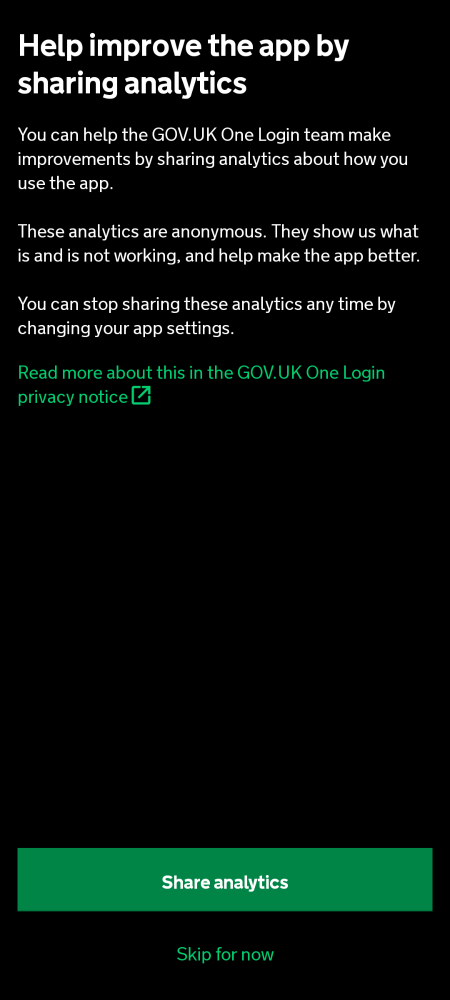 Help improve the app by
sharing analytics
You can help the GOV.UK One Login team make
improvements by sharing analytics about how you
use the app.
These analytics are anonymous. They show us what
is and is not working, and help make the app better.
You can stop sharing these analytics any time by
changing your app settings.
Read more about this in the GOV.UK One Login
privacy notice
Share analytics
Skip for now